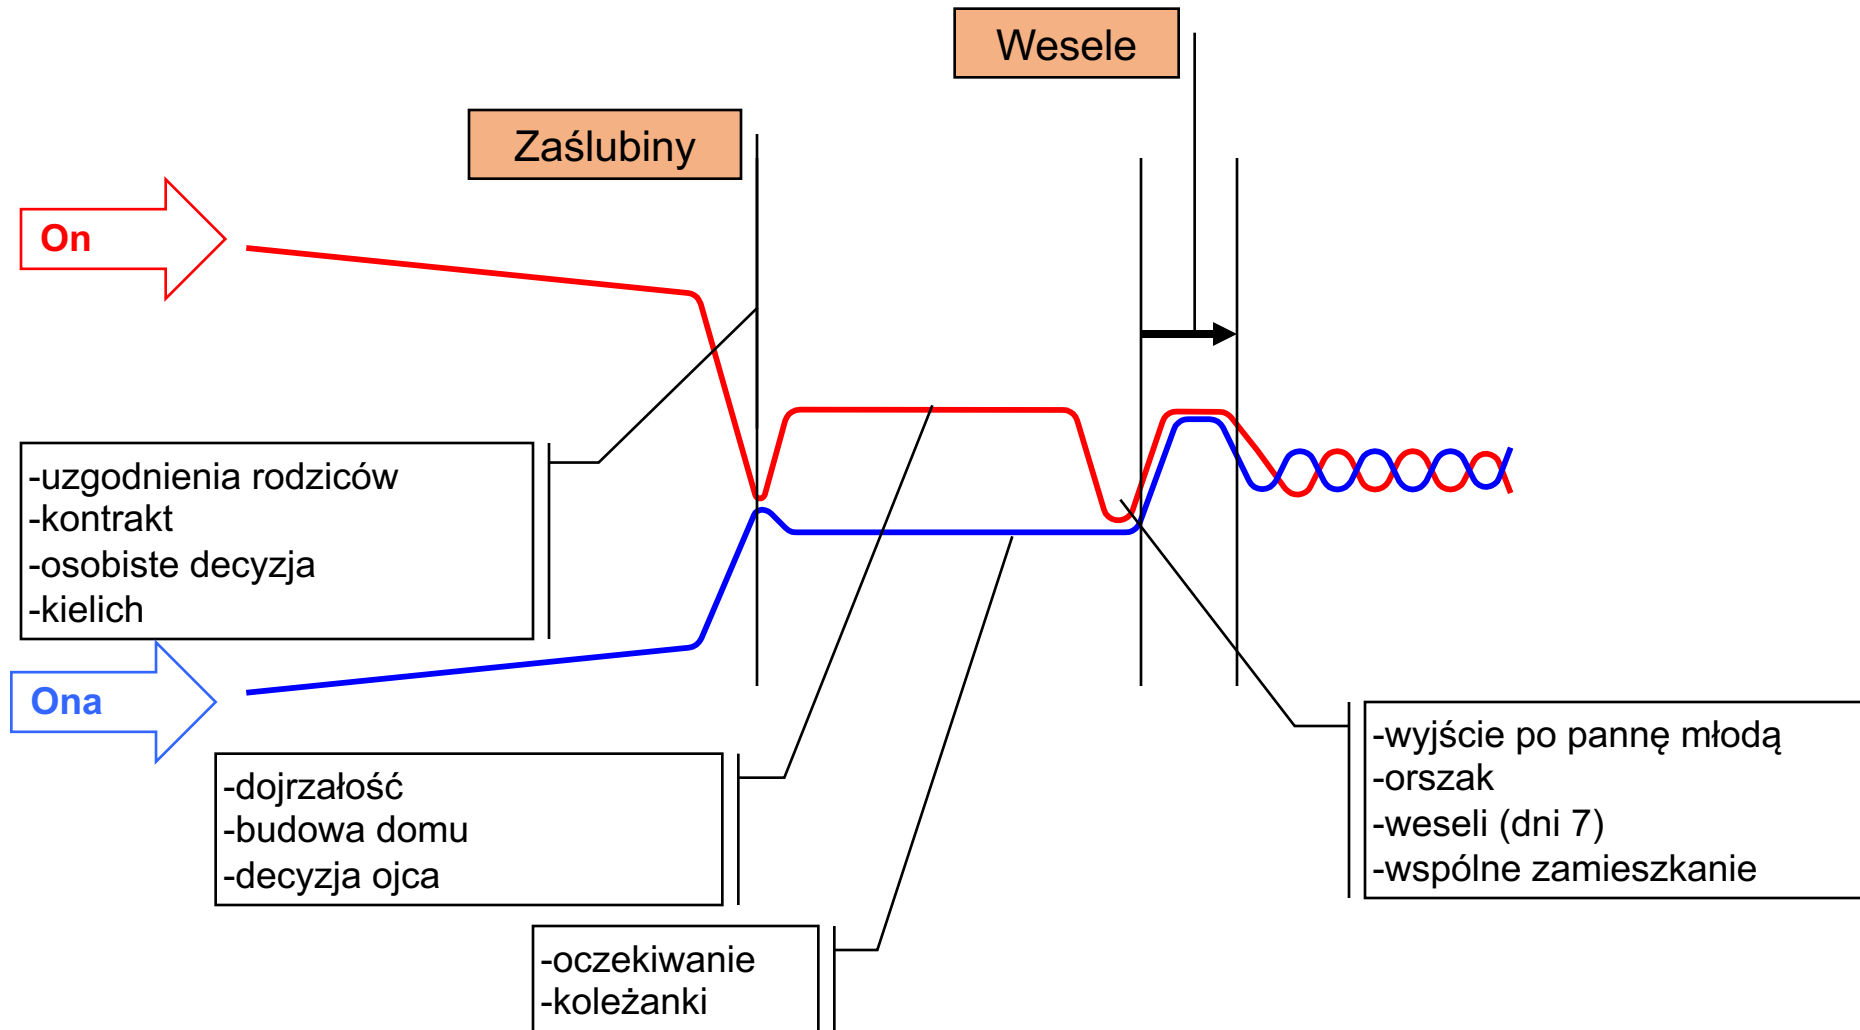 Wesele
Zaślubiny
On
-uzgodnienia rodziców
-kontrakt
-osobiste decyzja
-kielich
Ona
-dojrzałość
-budowa domu
-decyzja ojca
-oczekiwanie
-koleżanki
-wyjście po pannę młodą
-orszak
-weseli (dni 7)
-wspólne zamieszkanie